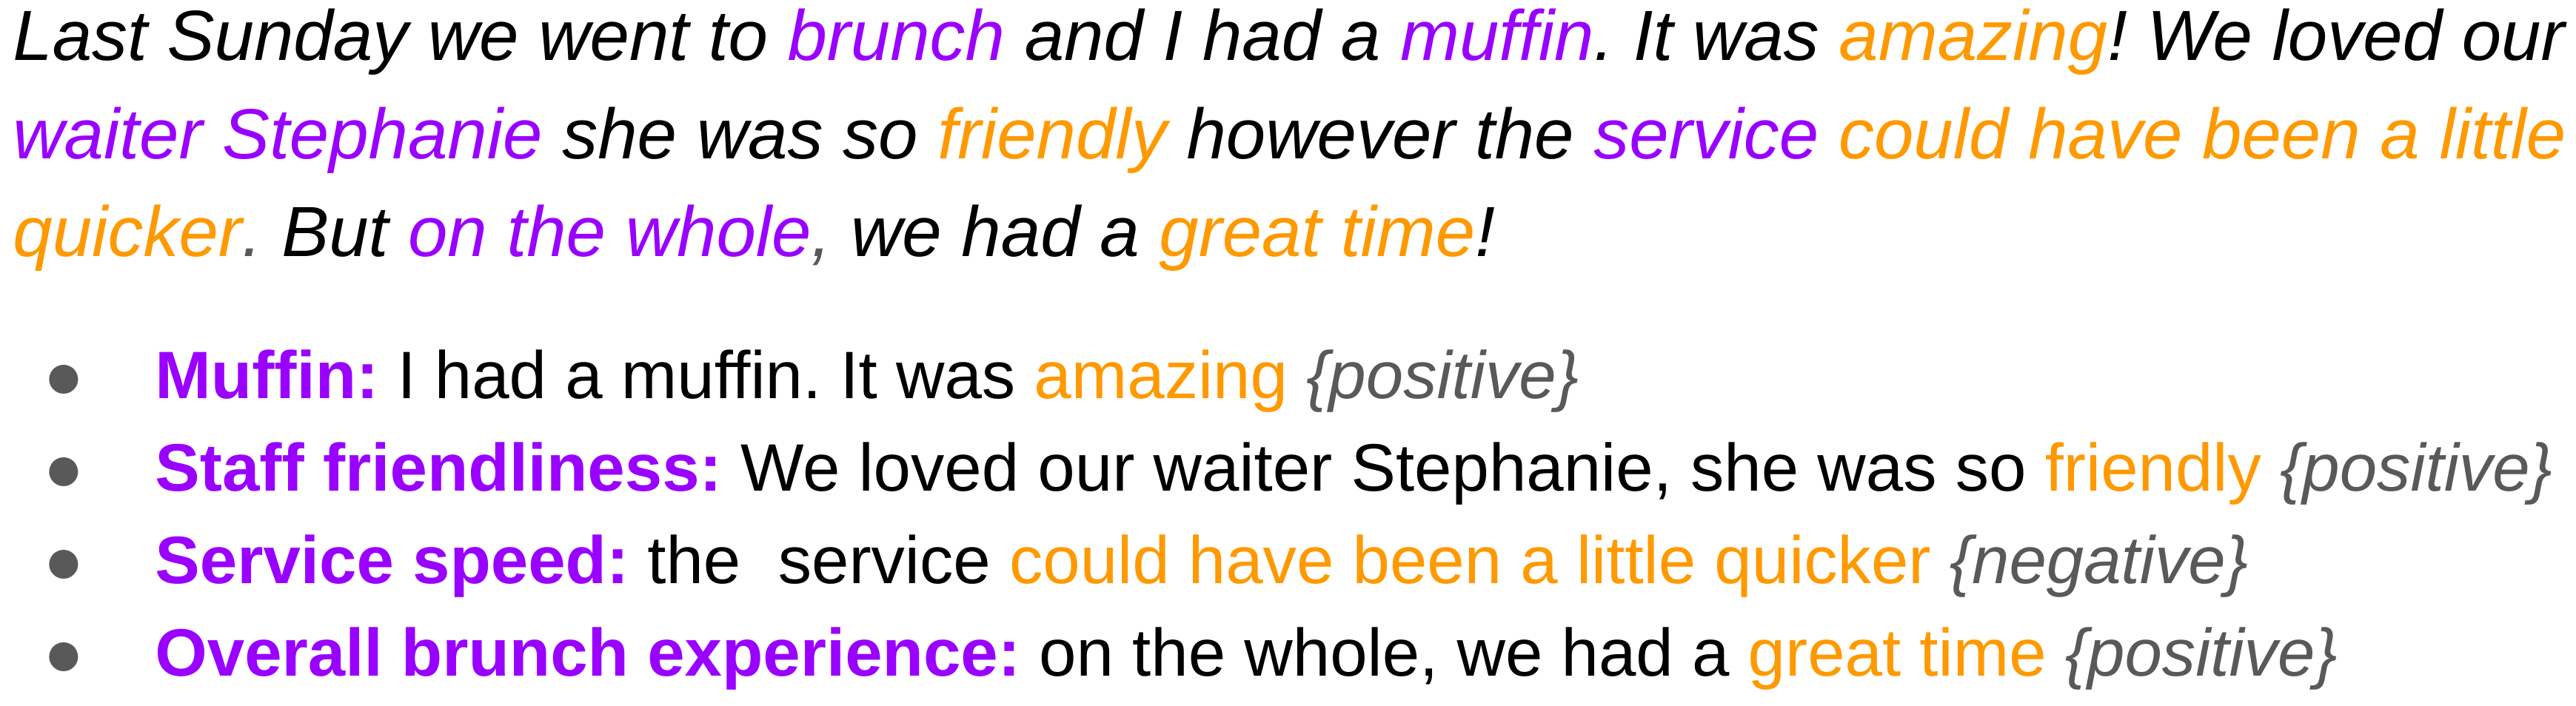 Last Sunday we went to brunch and I had a muffin. It was amazing! We loved our
waiter Stephanie she was so friendly however the service could have been a little
quicker. But on the whole, we had a great time!
● Muffin: I had a muffin. It was amazing {positive}
● Staff friendliness: We loved our waiter Stephanie, she was so friendly {positive}
● Service speed: the  service could have been a little quicker {negative}
● Overall brunch experience: on the whole, we had a great time {positive}